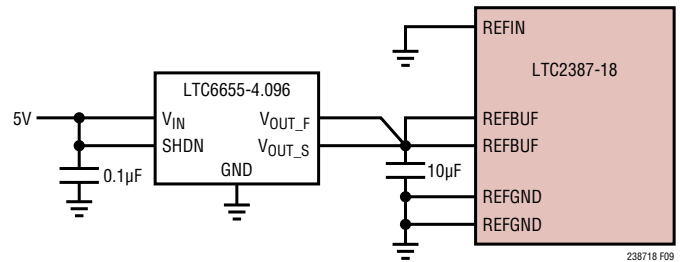 REFIN
LTC2387-18
LTC6655-4.096
5V
VIN
VOUT_F
REFBUF
SHDN
VOUT_S
REFBUF
GND
0.1µF
10µF
REFGND
REFGND
238718 F09